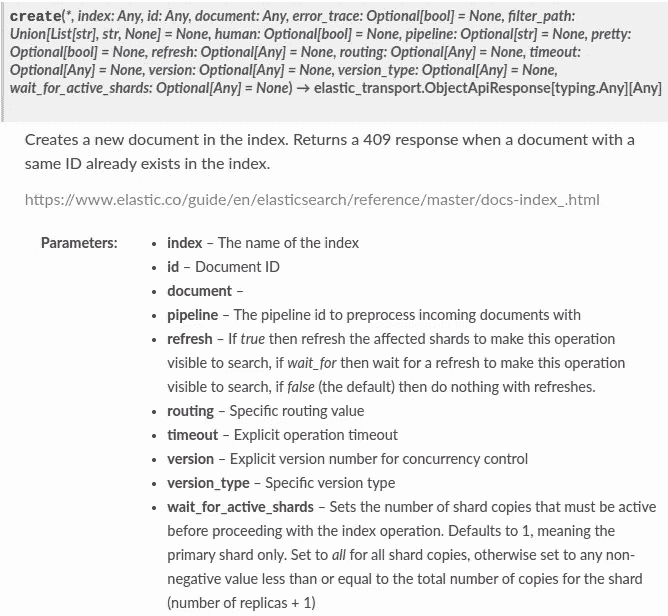 create(*, index: Any, id: Any, document: Any, error_trace: Optional[bool] = None, filter_path:
Union[List[str], str, None] = None, human: Optional[bool] = None, pipeline: Optional[str] = None, pretty:
Optional[bool] = None, refresh: Optional[Any] = None, routing: Optional[Any] = None, timeout:
Optional[Any] = None, version: Optional[Any] = None, version_type: Optional[Any] = None,
wait_for_active_shards: Optional[Any] = None) → elastic_transport.ObjectApiResponse[typing.Any][Any]
Creates a new document in the index. Returns a 409 response when a document with a
same ID already exists in the index.
https://www.elastic.co/guide/en/elasticsearch/reference/master/docs-index_.html
Parameters:
• index – The name of the index
• id – Document ID
• document –
• pipeline – The pipeline id to preprocess incoming documents with
• refresh – If true then refresh the affected shards to make this operation
visible to search, if wait_for then wait for a refresh to make this operation
visible to search, if false (the default) then do nothing with refreshes.
• routing – Specific routing value
• timeout – Explicit operation timeout
• version – Explicit version number for concurrency control
• version_type – Specific version type
• wait_for_active_shards – Sets the number of shard copies that must be active
before proceeding with the index operation. Defaults to 1, meaning the
primary shard only. Set to all for all shard copies, otherwise set to any non-
negative value less than or equal to the total number of copies for the shard
(number of replicas + 1)